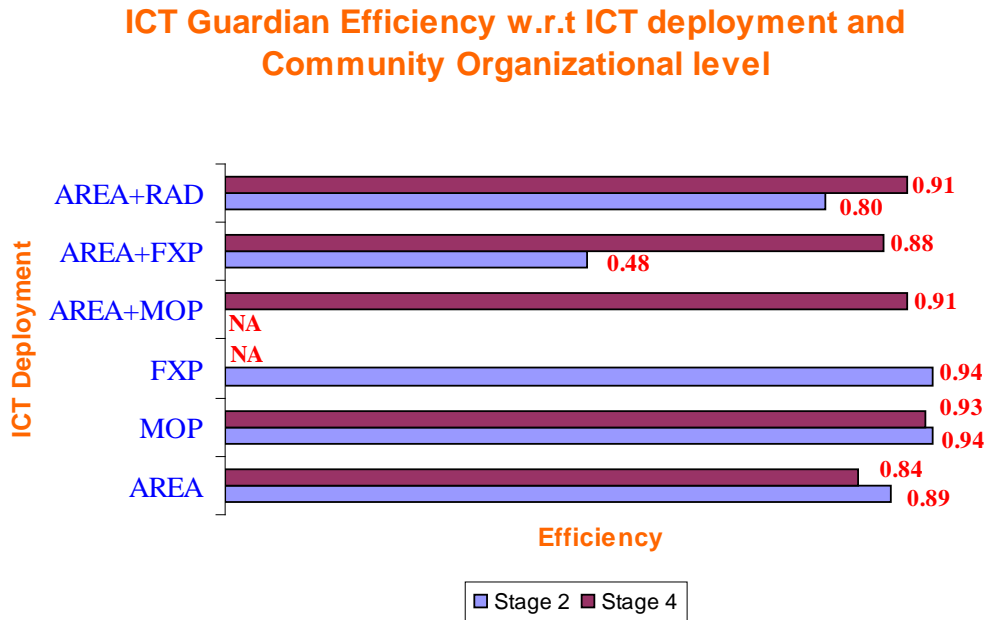 ICT Guardian Efficiency w.r.t ICT deployment and
Community Organizational level
ICT Deployment
AREA+RAD
0.91
0.80
AREA+FXP
0.88
0.48
AREA+MOP
0.91
NA
FXP
NA
0.94
MOP
0.93
0.94
AREA
0.84
0.89
Efficiency
Stage 2 Stage 4